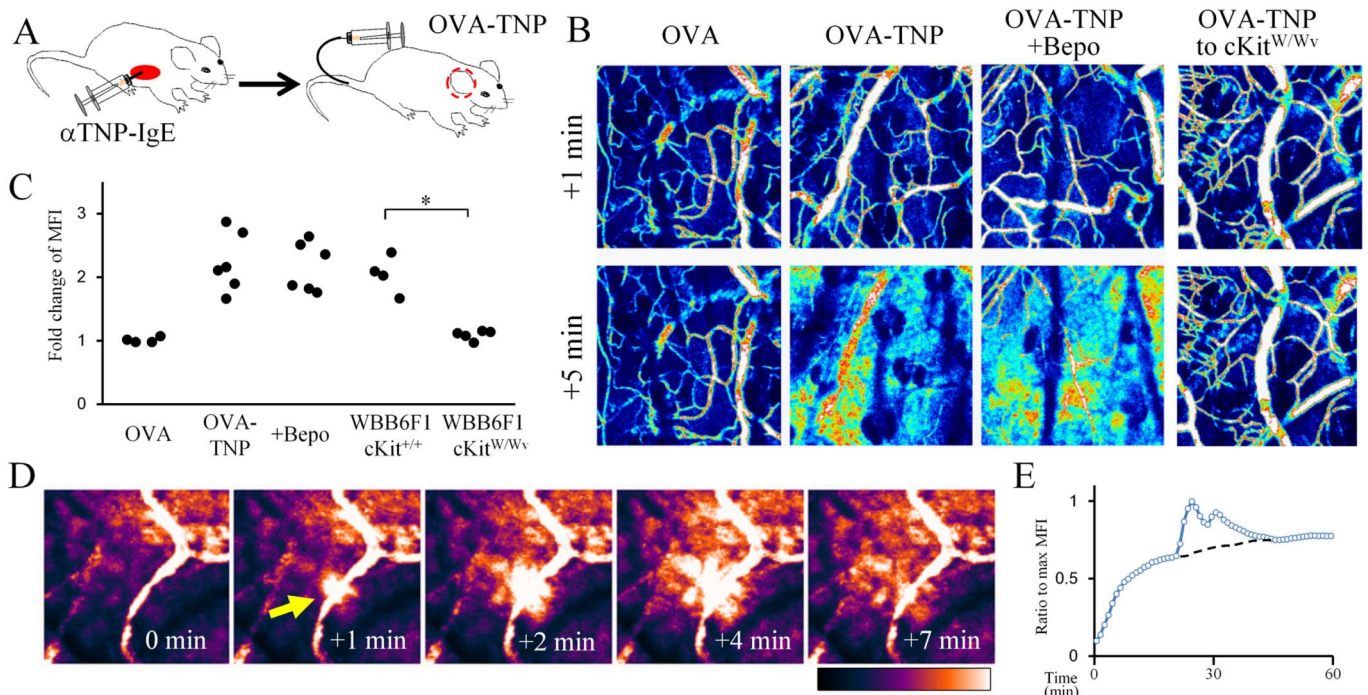 A
αTNP-IgE
OVA-TNP
B
OVA
OVA-TNP
OVA-TNP
+Bepo
OVA-TNP
to cKitW/Wv
+1 min
+5 min
C
Fold change of MFI
3
2
1
0
*
OVA
OVA-
TNP
+Bepo
WBB6F1
cKit+/+
WBB6F1
cKitW/Wv
D
0 min
+1 min
+2 min
+4 min
+7 min
E
Ratio to max MFI
1
0.5
0
0
30
60
Time
(min)